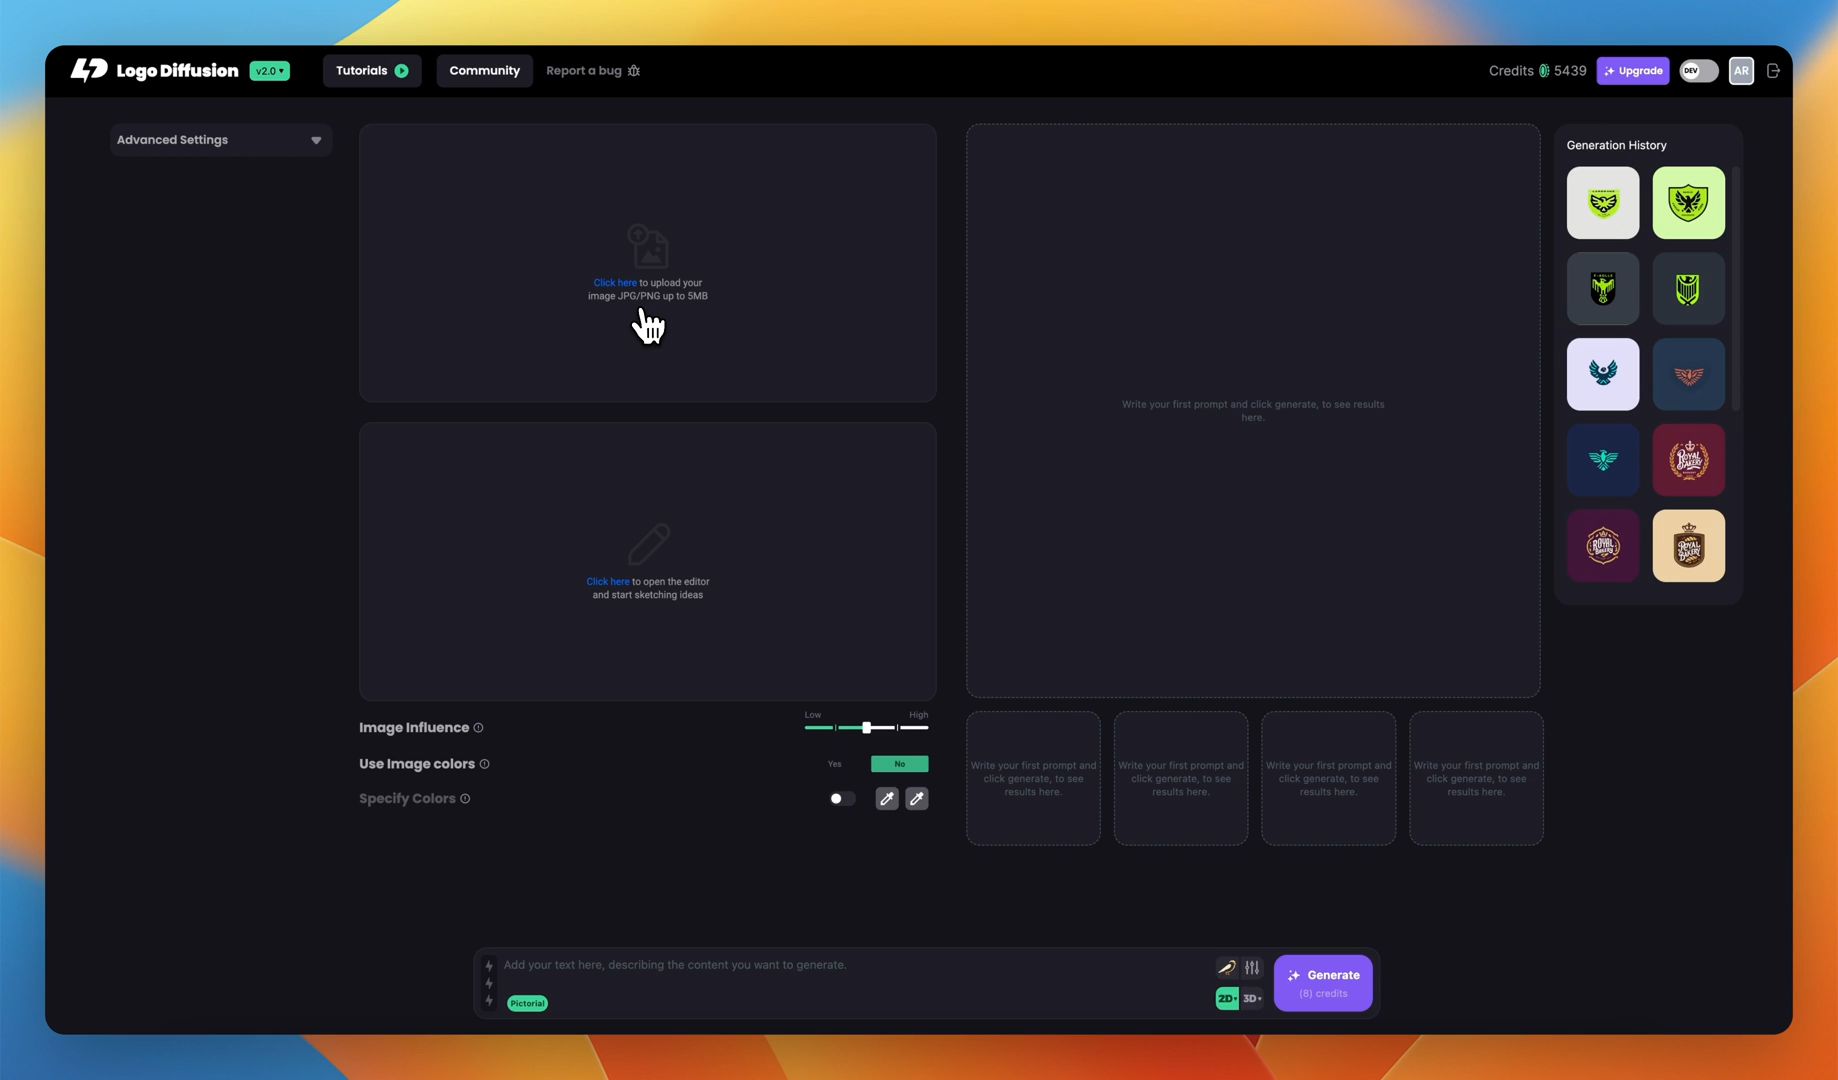 Logo Diffusion v2.0
Tutorials
Community
Report a bug
Credits 5439
Upgrade
DEV
AR
Advanced Settings
Click here to upload your
image JPG/PNG up to 5MB
Click here to open the editor
and start sketching ideas
Image Influence
Low
High
Use Image colors
Yes
No
Specify Colors
Write your first prompt and click generate, to see results
here.
Write your first prompt and
click generate, to see
results here.
Write your first prompt and
click generate, to see
results here.
Write your first prompt and
click generate, to see
results here.
Write your first prompt and
click generate, to see
results here.
Generation History
ROYAL
BAKERY
ROYAL
BAKERY
ROYAL
BAKERY
Add your text here, describing the content you want to generate.
Pictorial
2D
3D
Generate
(8) credits